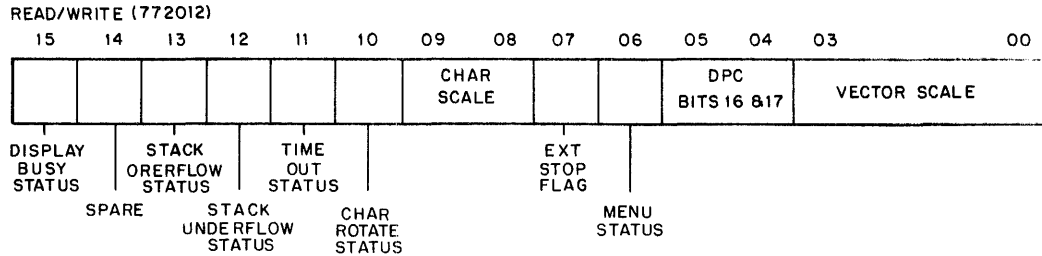 READ/WRITE (772012)
15 14 13 12 11 10 09 08 07 06 05 04 03 00
CHAR SCALE
DPC BITS 16 &17
VECTOR SCALE
DISPLAY BUSY STATUS
SPARE
STACK ORERFLOW STATUS
STACK UNDERFLOW STATUS
TIME OUT STATUS
CHAR ROTATE STATUS
EXT STOP FLAG
MENU STATUS